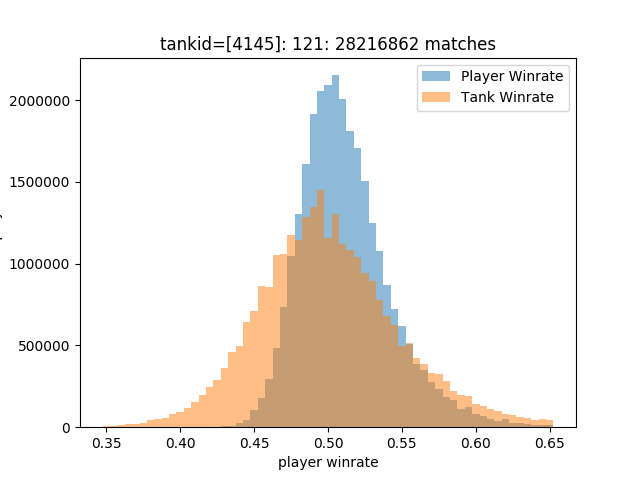 tankid=[4145]: 121: 28216862 matches
Player Winrate
Tank Winrate
2000000
1500000
1000000
500000
0
0.35 0.40 0.45 0.50 0.55 0.60 0.65
player winrate